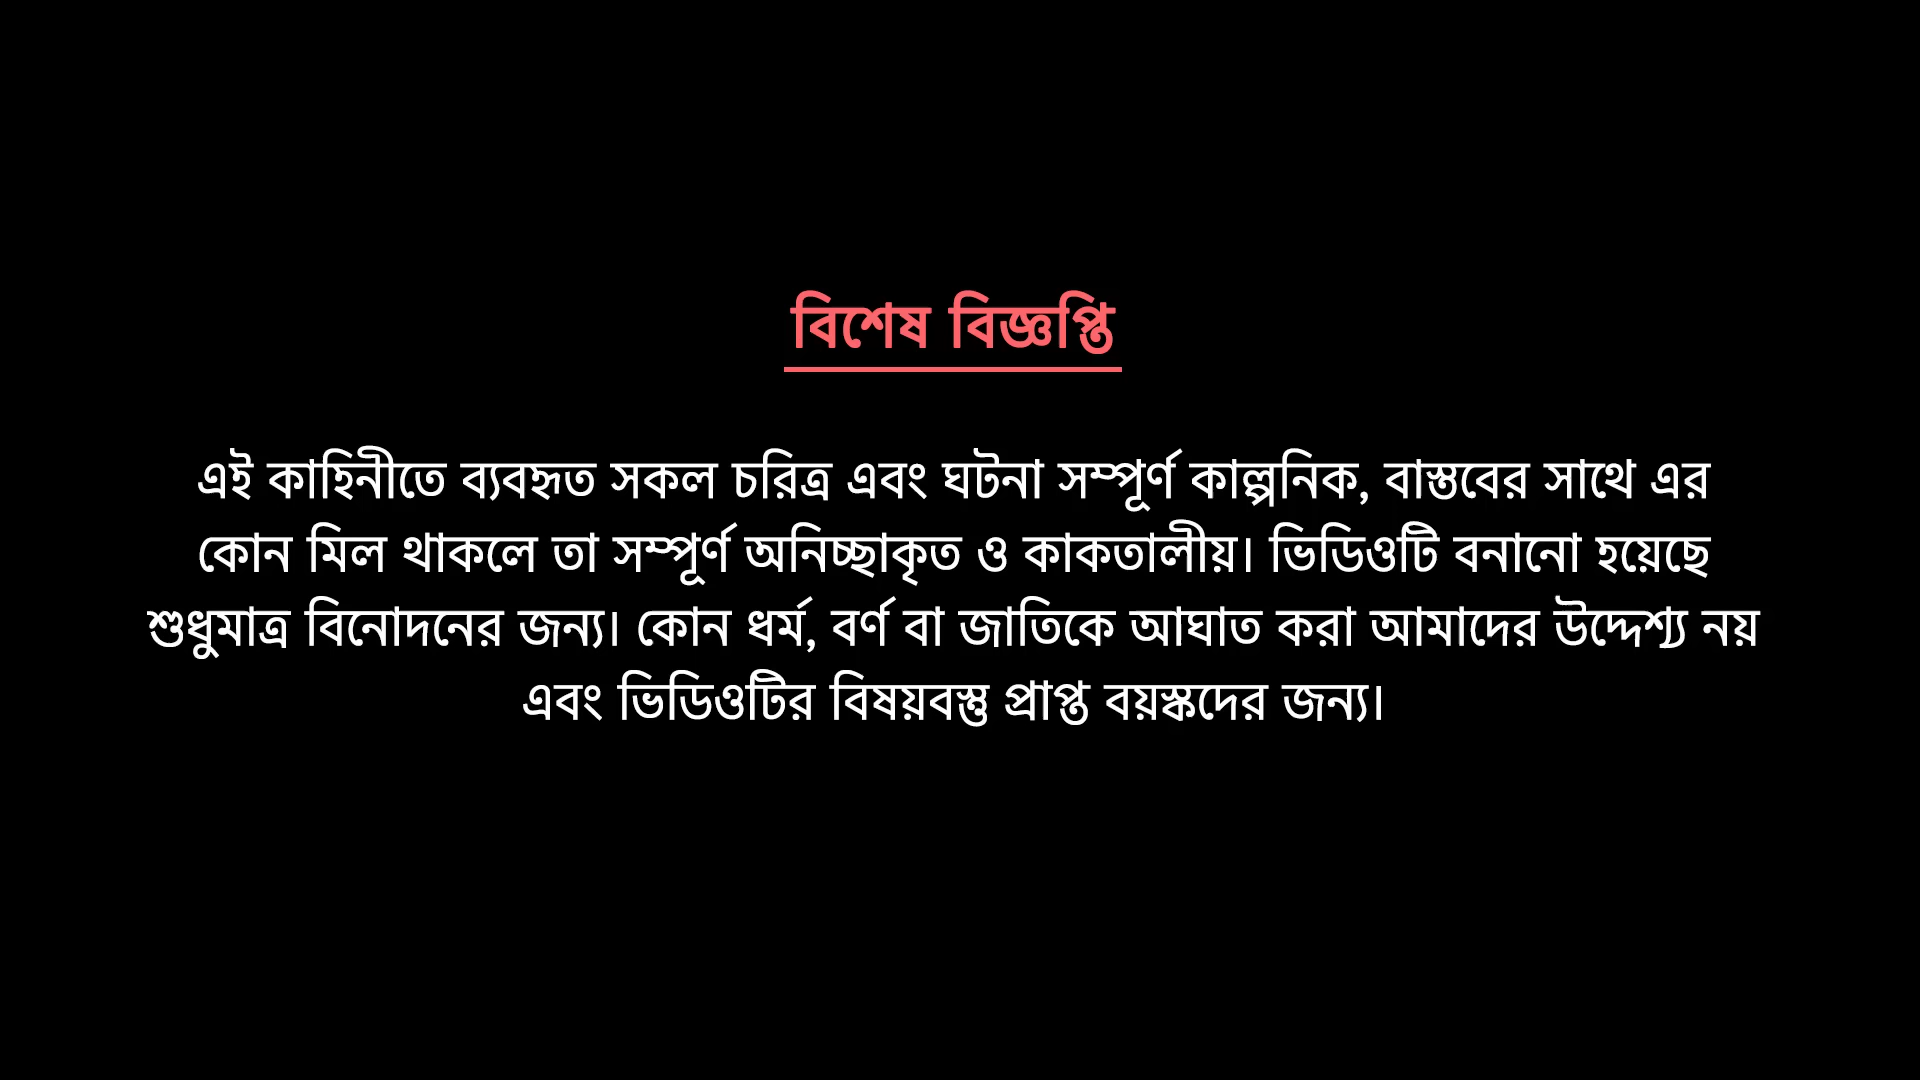 বিশেষ বিজ্ঞপ্তি
এই কাহিনীতে ব্যবহৃত সকল চরিত্র এবং ঘটনা সম্পূর্ণ কাল্পনিক, বাস্তবের সাথে এর
কোন মিল থাকলে তা সম্পূর্ণ অনিচ্ছাকৃত ও কাকতালীয়। ভিডিওটি বনানো হয়েছে
শুধুমাত্র বিনোদনের জন্য। কোন ধর্ম, বর্ণ বা জাতিকে আঘাত করা আমাদের উদ্দেশ্য নয়
এবং ভিডিওটির বিষয়বস্তু প্রাপ্ত বয়স্কদের জন্য।